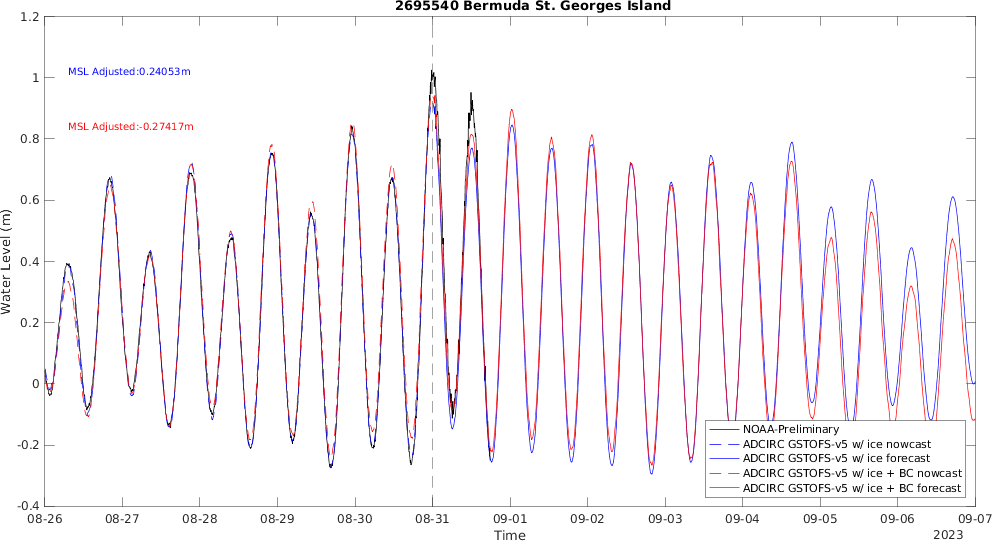 2695540 Bermuda St. Georges Island
1.2
1
0.8
0.6
0.4
0.2
0
-0.2
-0.4
Water Level (m)
MSL Adjusted:0.24053m
MSL Adjusted:-0.27417m
NOAA-Preliminary
ADCIRC GSTOFS-v5 w/ ice nowcast
ADCIRC GSTOFS-v5 w/ ice forecast
ADCIRC GSTOFS-v5 w/ ice + BC nowcast
ADCIRC GSTOFS-v5 w/ ice + BC forecast
08-26 08-27 08-28 08-29 08-30 08-31 09-01 09-02 09-03 09-04 09-05 09-06 09-07
Time
2023